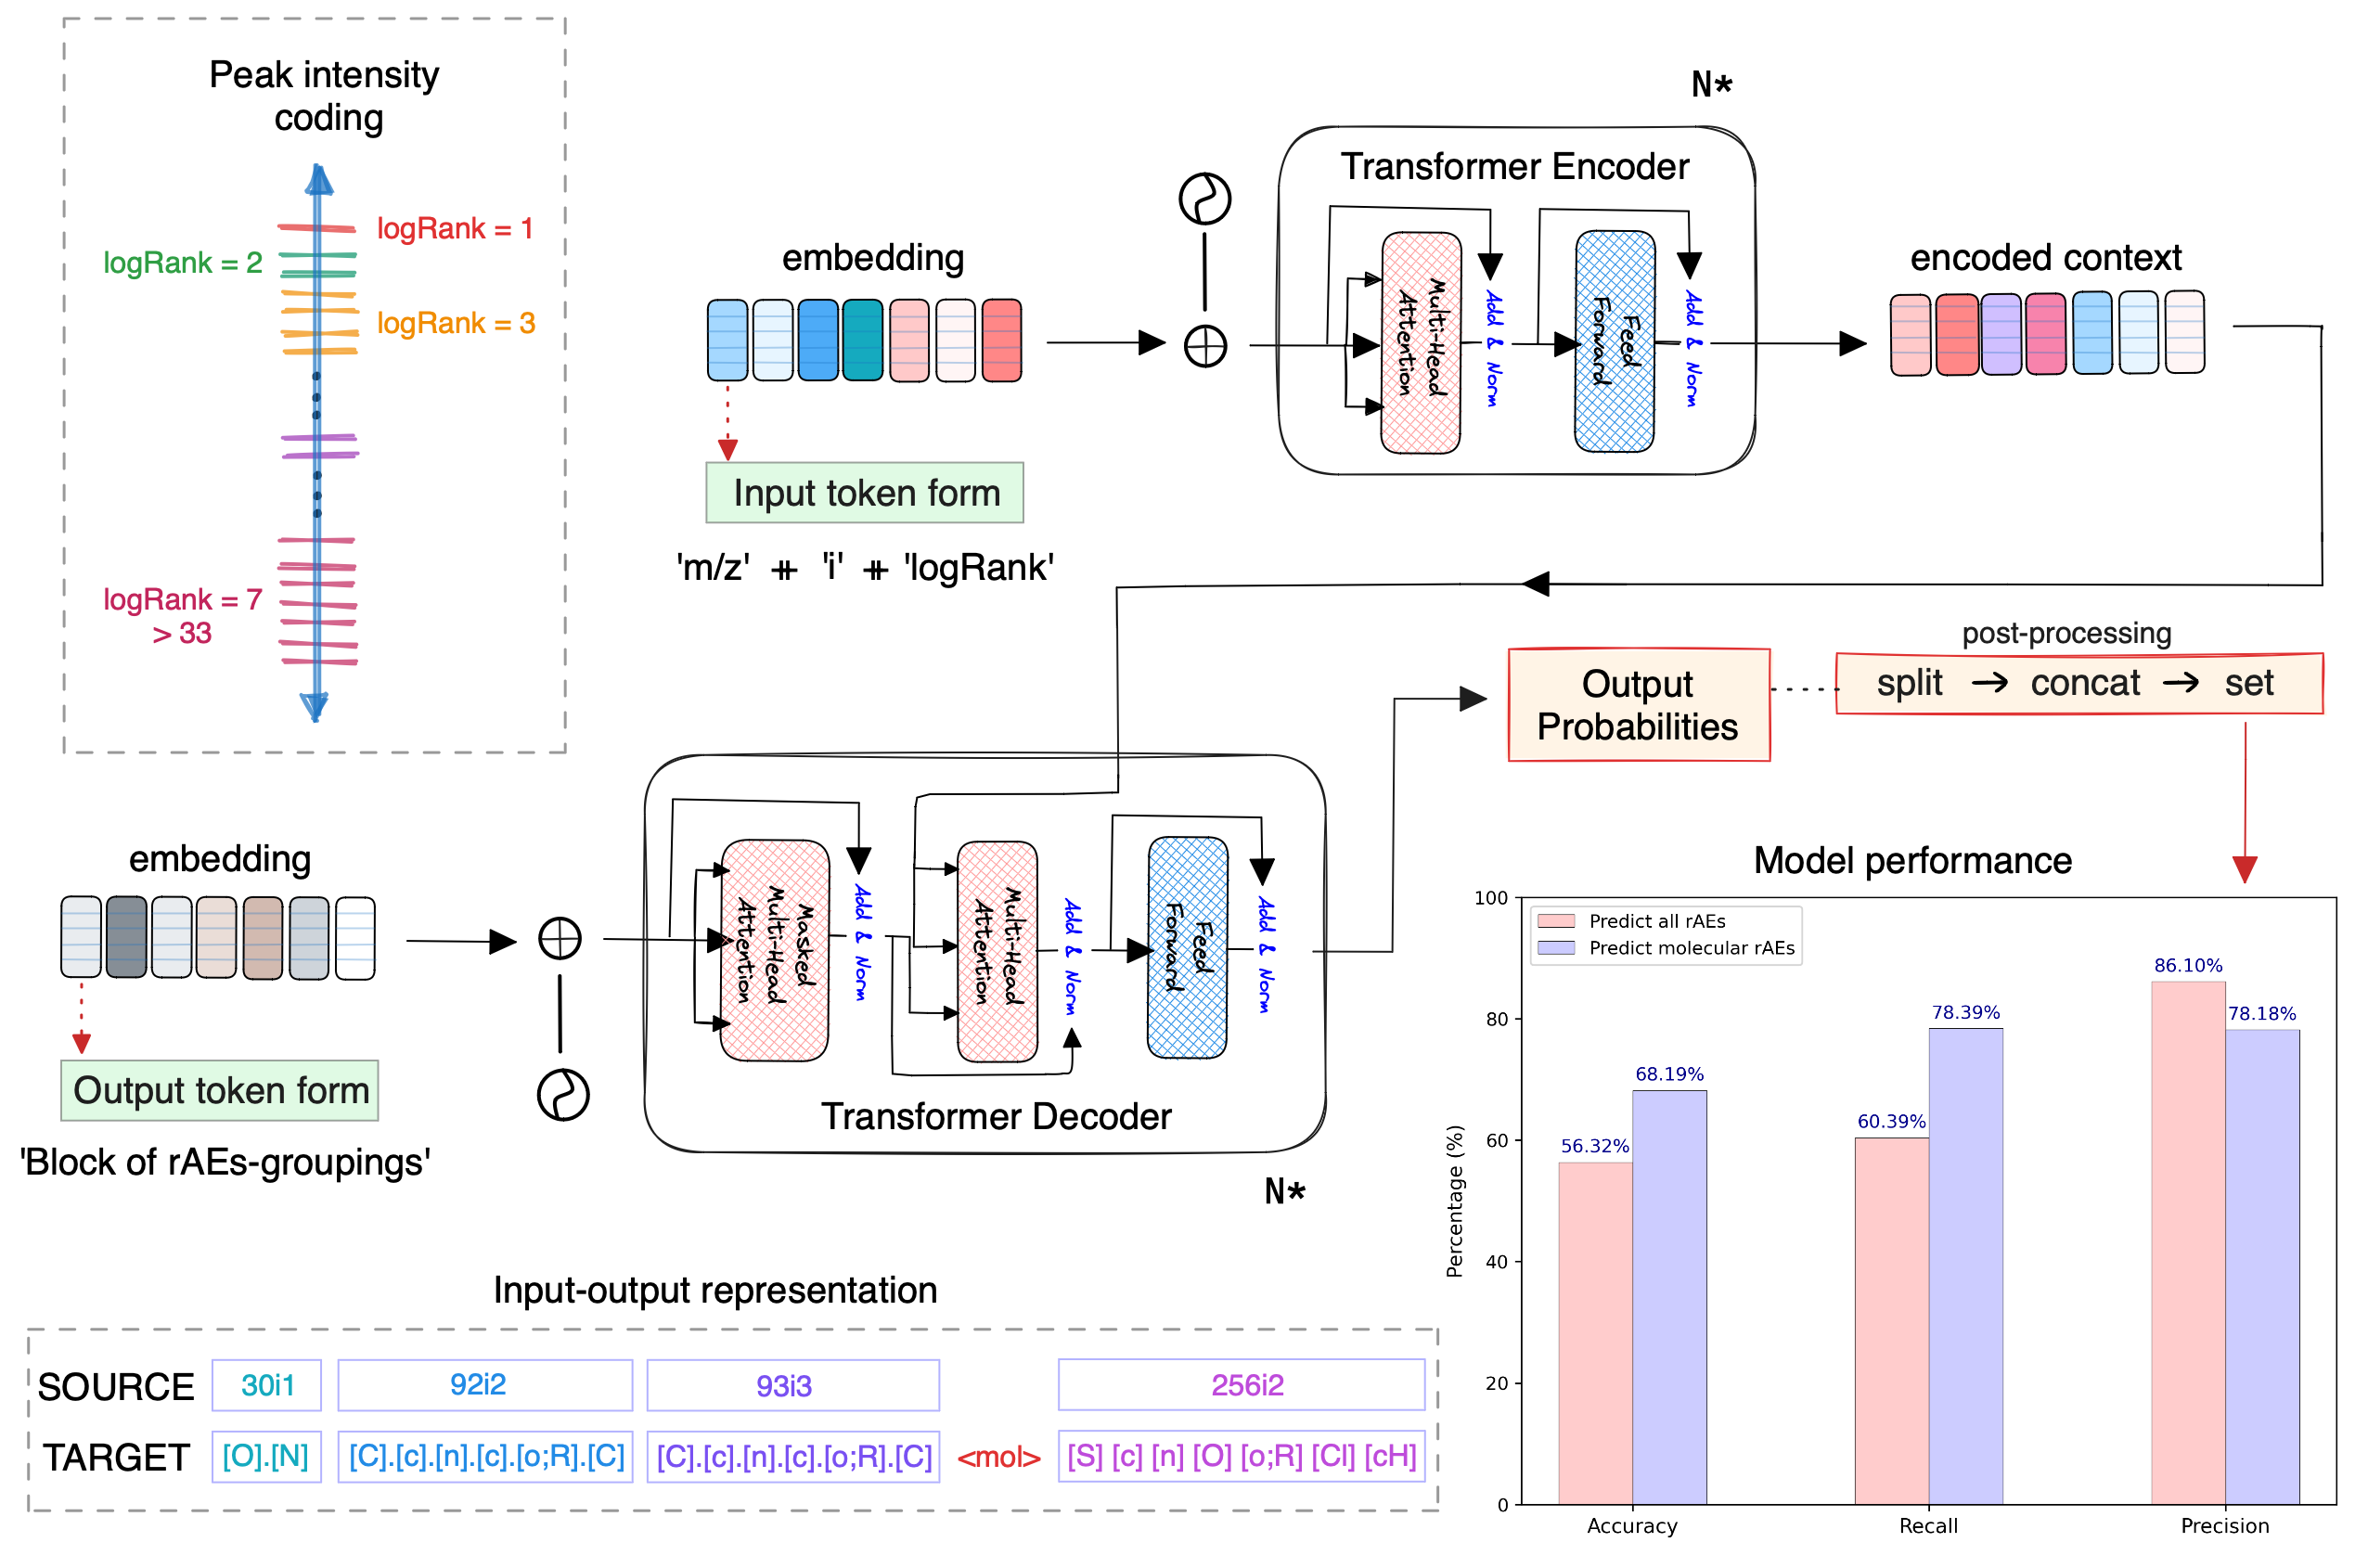 Peak intensity
coding
logRank = 1
logRank = 2
logRank = 3
logRank = 7
> 33
embedding
Input token form
'm/z' ⧺ 'i' ⧺ 'logRank'
N*
Transformer Encoder
Multi-Head
Attention
Add & Norm
Feed
Forward
Add & Norm
encoded context
embedding
Output token form
'Block of rAEs-groupings'
Masked
Multi-Head
Attention
Add & Norm
Multi-Head
Attention
Add & Norm
Feed
Forward
Add & Norm
Transformer Decoder
N*
Output
Probabilities
post-processing
split → concat → set
Model performance
Predict all rAEs
Predict molecular rAEs
Percentage (%)
100
80
60
40
20
0
56.32%
68.19%
60.39%
78.39%
86.10%
78.18%
Accuracy
Recall
Precision
Input-output representation
SOURCE 30i1 92i2 93i3 256i2
TARGET [O].[N] [C].[c].[n].[c].[o;R].[C] [C].[c].[n].[c].[o;R].[C] <mol> [S] [c] [n] [O] [o;R] [Cl] [cH]